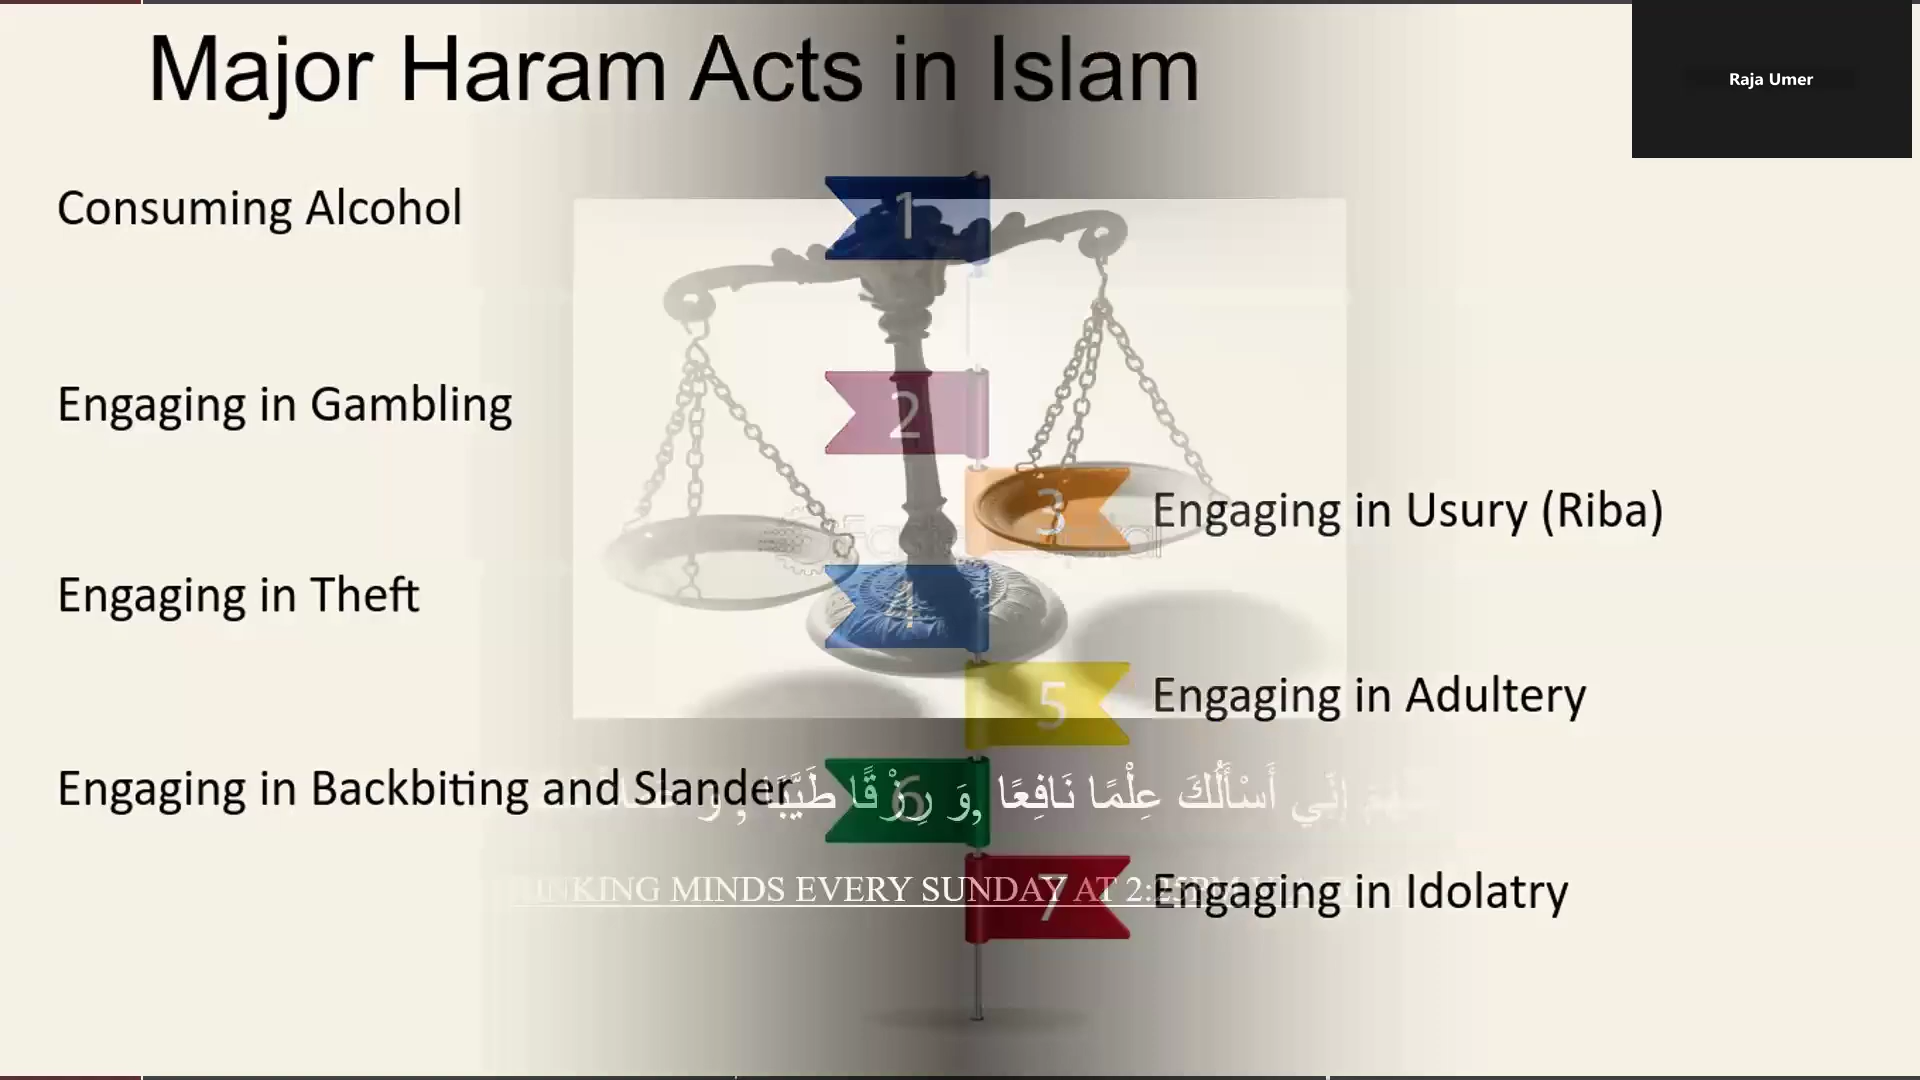 Major Haram Acts in Islam
Raja Umer
Consuming Alcohol
1
Engaging in Gambling
2
3
Engaging in Usury (Riba)
Engaging in Theft
4
5
Engaging in Adultery
Engaging in Backbiting and Slander
6
إِنِّي أَسْأَلُكَ عِلْمًا نَافِعًا ,وَ رِزْقًا طَيِّبًا , وَ
MINDS EVERY SUNDAY AT
7
Engaging in Idolatry